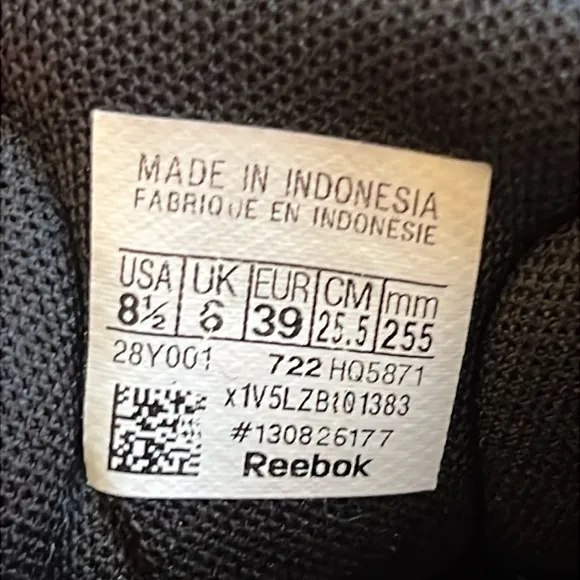 MADE IN INDONESIA
FABRIQUE EN INDONESIE
USA UK EUR CM mm
8½ 6 39 25.5 255
28Y001 722 HQ5871
x1V5LZBt01383
#130826177
Reebok